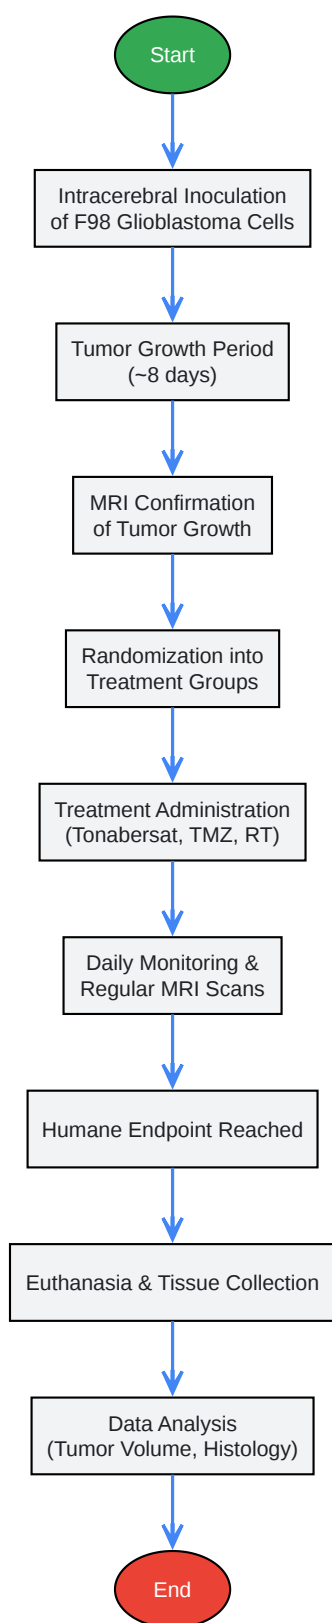 Start
Intracerebral Inoculation
of F98 Glioblastoma Cells
Tumor Growth Period
(~8 days)
MRI Confirmation
of Tumor Growth
Randomization into
Treatment Groups
Treatment Administration
(Tonabersat, TMZ, RT)
Daily Monitoring &
Regular MRI Scans
Humane Endpoint Reached
Euthanasia & Tissue Collection
Data Analysis
(Tumor Volume, Histology)
End